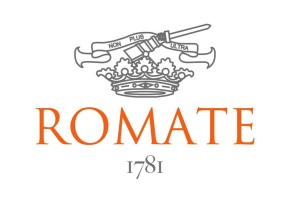 NON PLUS ULTRA
ROMATE
1781